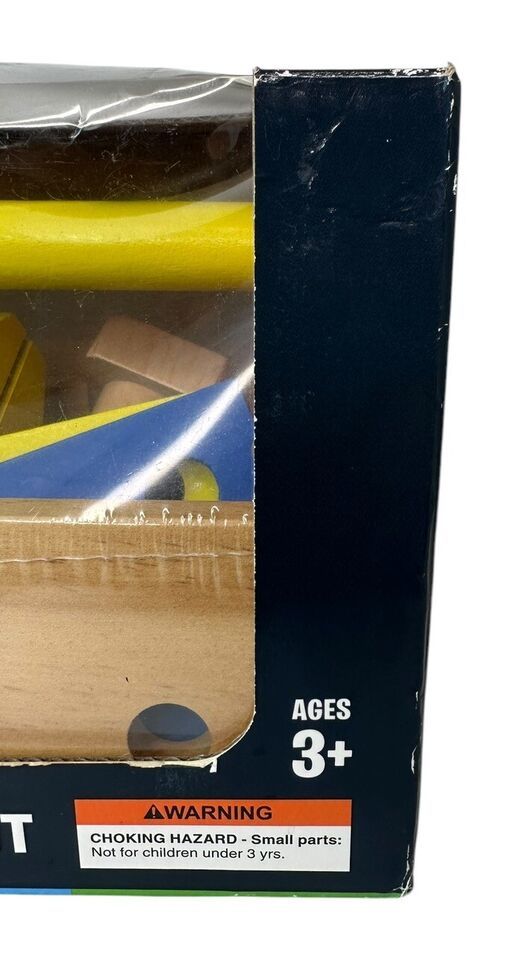 AGES
3+
WARNING
CHOKING HAZARD - Small parts:
Not for children under 3 yrs.